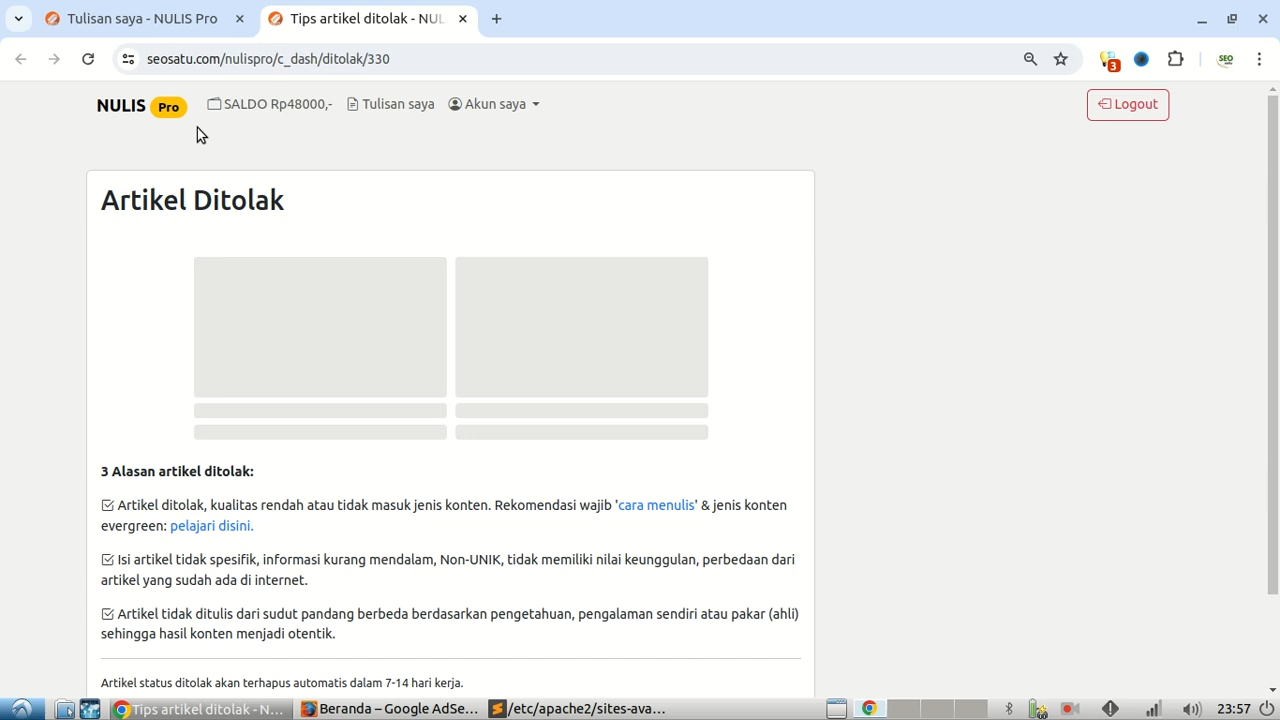 Tulisan saya - NULIS Pro
Tips artikel ditolak - NUL
seosatu.com/nulispro/c_dash/ditolak/330
3
SEO
NULIS Pro
SALDO Rp48000,-
Tulisan saya
Akun saya
Logout
Artikel Ditolak
3 Alasan artikel ditolak:
Artikel ditolak, kualitas rendah atau tidak masuk jenis konten. Rekomendasi wajib 'cara menulis' & jenis konten
evergreen: pelajari disini.
Isi artikel tidak spesifik, informasi kurang mendalam, Non-UNIK, tidak memiliki nilai keunggulan, perbedaan dari
artikel yang sudah ada di internet.
Artikel tidak ditulis dari sudut pandang berbeda berdasarkan pengetahuan, pengalaman sendiri atau pakar (ahli)
sehingga hasil konten menjadi otentik.
Artikel status ditolak akan terhapus automatis dalam 7-14 hari kerja.
Tips artikel ditolak - N...
Beranda – Google AdSe...
/etc/apache2/sites-ava...
23:57